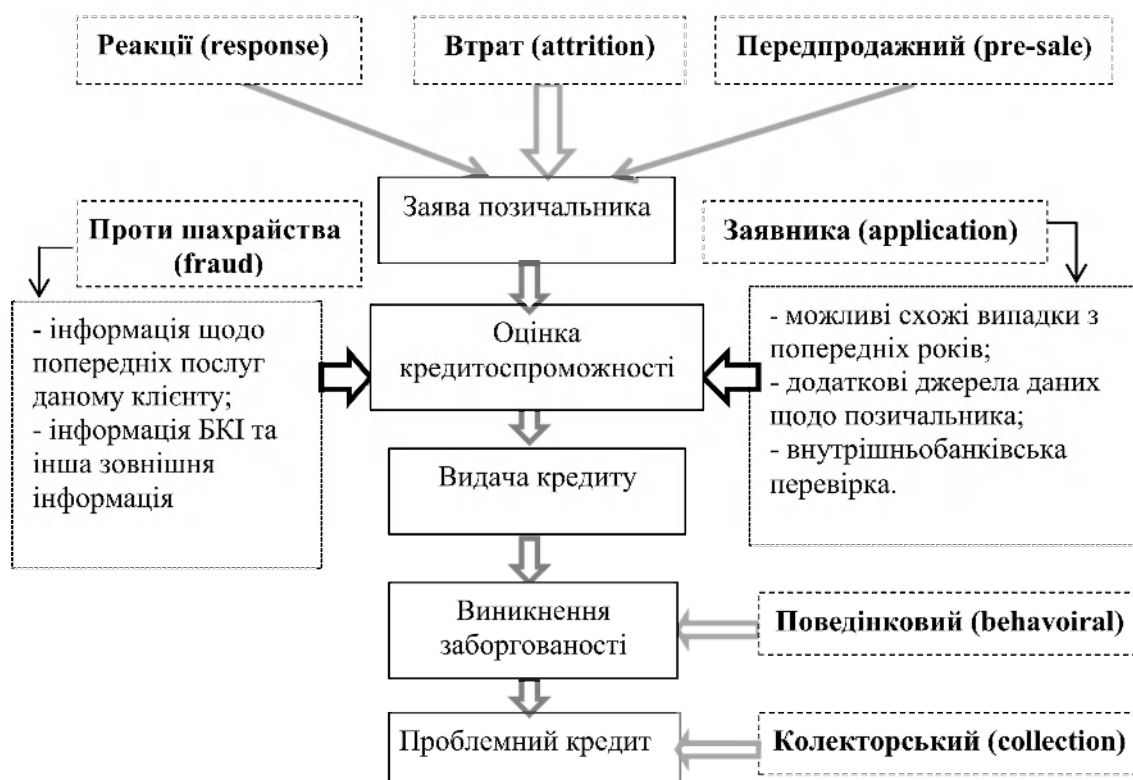 Реакції (response)
Втрат (attrition)
Передпродажний (pre-sale)
Заява позичальника
Проти шахрайства
(fraud)
Заявника (application)
- інформація щодо
попередніх послуг
даному клієнту;
- інформація БКІ та
інша зовнішня
інформація
Оцінка
кредитоспроможності
- можливі схожі випадки з
попередніх років;
- додаткові джерела даних
щодо позичальника;
- внутрішньобанківська
перевірка.
Видача кредиту
Виникнення
заборгованості
Поведінковий (behavoiral)
Проблемний кредит
Колекторський (collection)